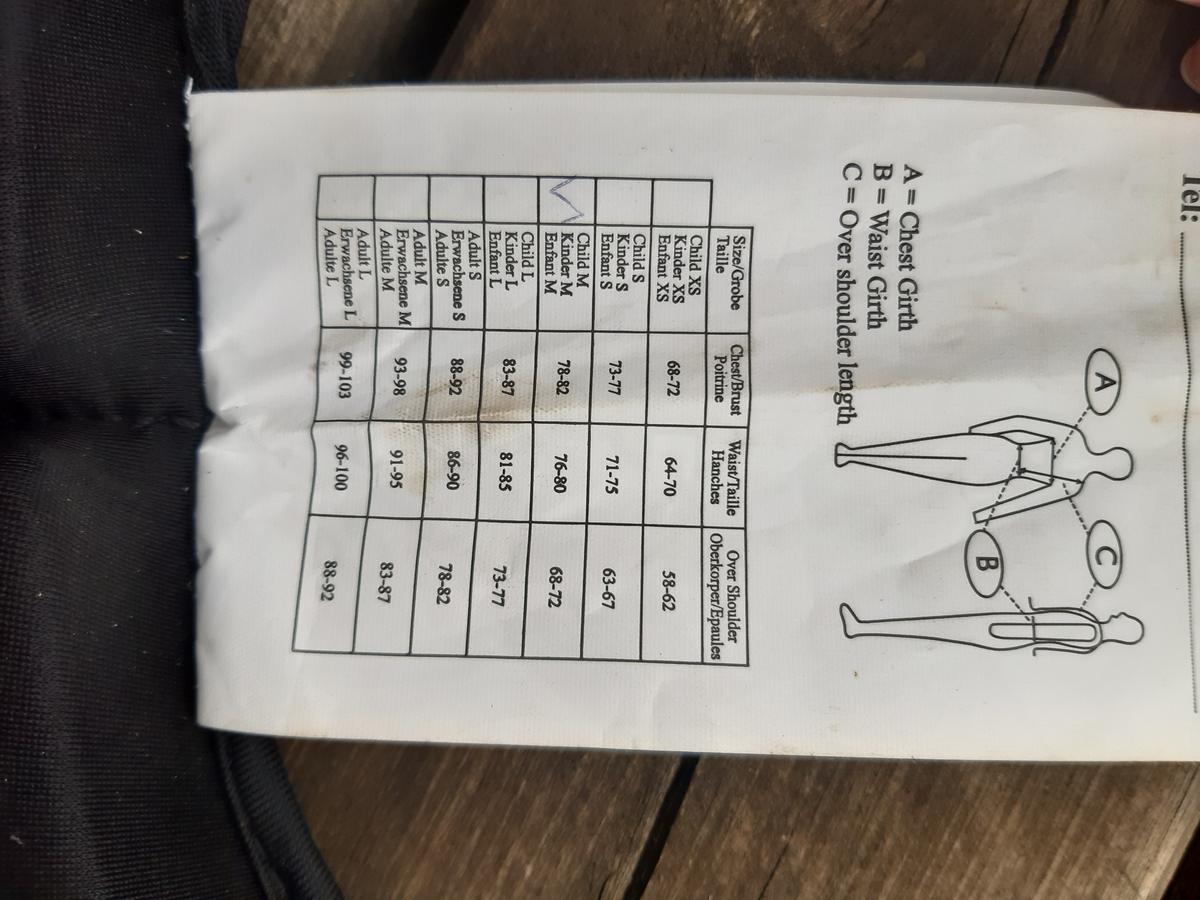 Tel:
A
C
B
A = Chest Girth
B = Waist Girth
C = Over shoulder length
Size/Grobe Chest/Brust Waist/Taille Over Shoulder
Taille Poitrine Hanches Oberkorper/Epaules
Child XS
Kinder XS 68-72 64-70 58-62
Enfant XS
Child S
Kinder S 73-77 71-75 63-67
Enfant S
Child M
Kinder M 78-82 76-80 68-72
Enfant M
Child L
Kinder L 83-87 81-85 73-77
Enfant L
Adult S
Erwachsene S 88-92 86-90 78-82
Adulte S
Adult M
Erwachsene M 93-98 91-95 83-87
Adulte M
Adult L
Erwachsene L 99-103 96-100 88-92
Adulte L